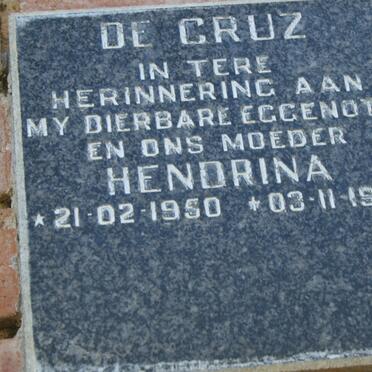 DE CRUZ
IN TERE
HERINNERING AAN
MY DIERBARE EGGENOT
EN ONS MOEDER
HENDRINA
* 21-02-1950 + 03-11-19